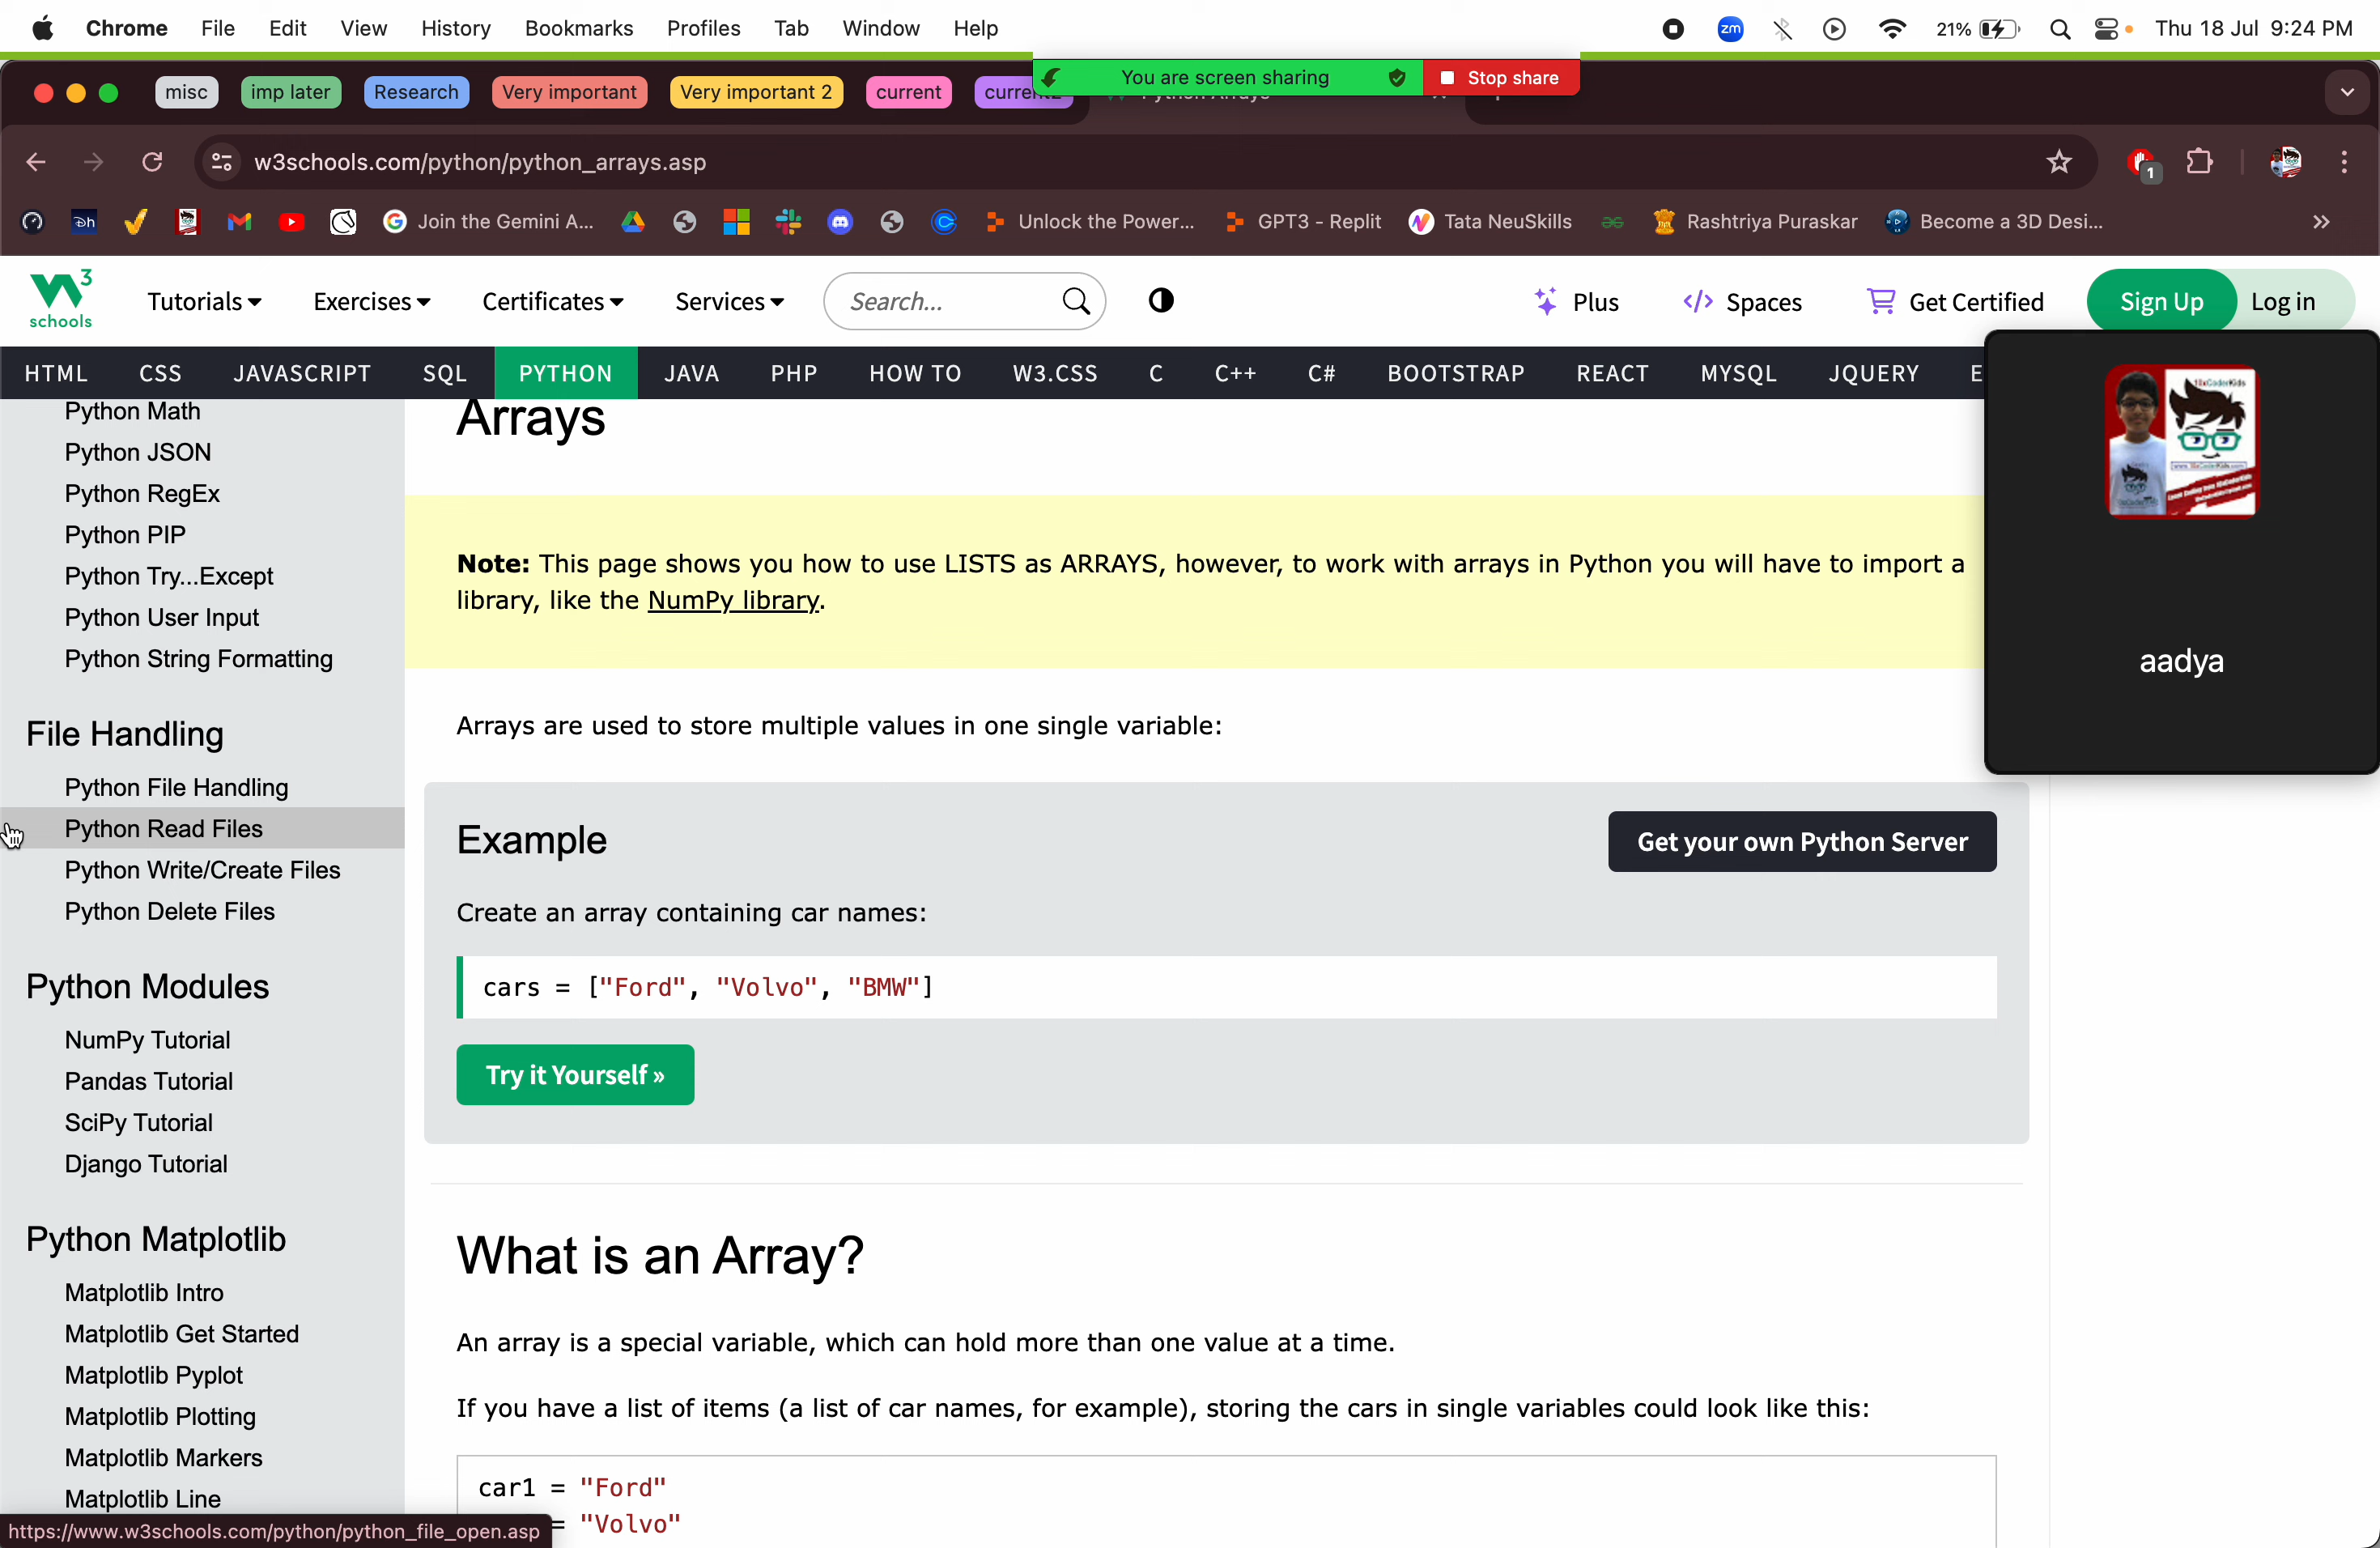 Chrome File Edit View History Bookmarks Profiles Tab Window Help zm 21% Thu 18 Jul 9:24 PM
You are screen sharing Stop share
misc imp later Research Very important Very important 2 current
w3schools.com/python/python_arrays.asp 1
Dh Join the Gemini A... Unlock the Power... GPT3 - Replit Tata NeuSkills Rashtriya Puraskar Become a 3D Desi...
W3 schools Tutorials Exercises Certificates Services Search... Plus Spaces Get Certified Sign Up Log in
HTML CSS JAVASCRIPT SQL PYTHON JAVA PHP HOW TO W3.CSS C C++ C# BOOTSTRAP REACT MYSQL JQUERY E
Python Math
Python JSON
Python RegEx
Python PIP
Python Try...Except
Python User Input
Python String Formatting
File Handling
Python File Handling
Python Read Files
Python Write/Create Files
Python Delete Files
Python Modules
NumPy Tutorial
Pandas Tutorial
SciPy Tutorial
Django Tutorial
Python Matplotlib
Matplotlib Intro
Matplotlib Get Started
Matplotlib Pyplot
Matplotlib Plotting
Matplotlib Markers
Matplotlib Line
https://www.w3schools.com/python/python_file_open.asp
Arrays
Note: This page shows you how to use LISTS as ARRAYS, however, to work with arrays in Python you will have to import a
library, like the NumPy library.
Arrays are used to store multiple values in one single variable:
Example
Get your own Python Server
Create an array containing car names:
cars = ["Ford", "Volvo", "BMW"]
Try it Yourself »
What is an Array?
An array is a special variable, which can hold more than one value at a time.
If you have a list of items (a list of car names, for example), storing the cars in single variables could look like this:
car1 = "Ford"
= "Volvo"
aadya